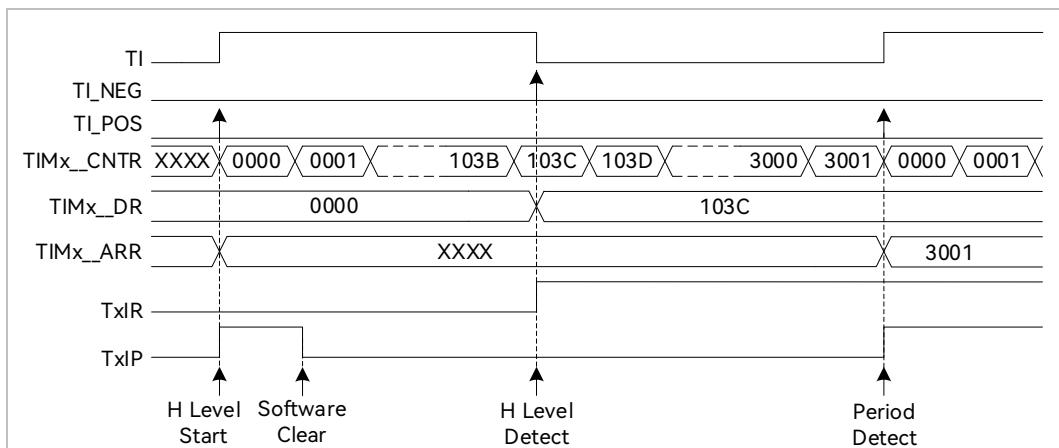 TI
TI_NEG
TI_POS
TIMx__CNTR XXXX 0000 0001 103B 103C 103D 3000 3001 0000 0001
TIMx__DR 0000 103C
TIMx__ARR XXXX 3001
TxIR
TxIP
H Level Software H Level Period
Start Clear Detect Detect